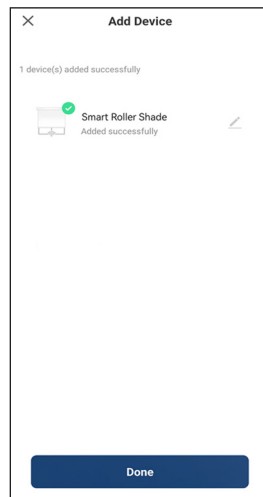 Add Device
1 device(s) added successfully
Smart Roller Shade
Added successfully
Done